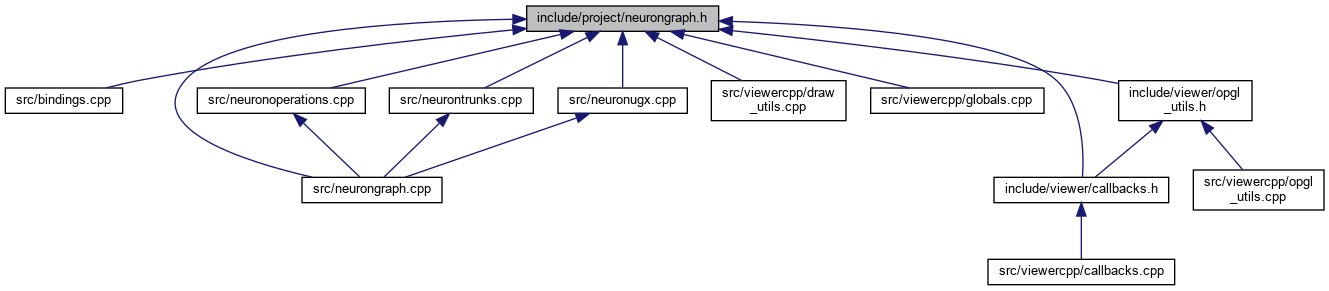 include/project/neurongraph.h
src/bindings.cpp
src/neuronoperations.cpp
src/neurontrunks.cpp
src/neuronugx.cpp
src/viewercpp/draw
_utils.cpp
src/viewercpp/globals.cpp
include/viewer/opgl
_utils.h
src/neurongraph.cpp
include/viewer/callbacks.h
src/viewercpp/opgl
_utils.cpp
src/viewercpp/callbacks.cpp